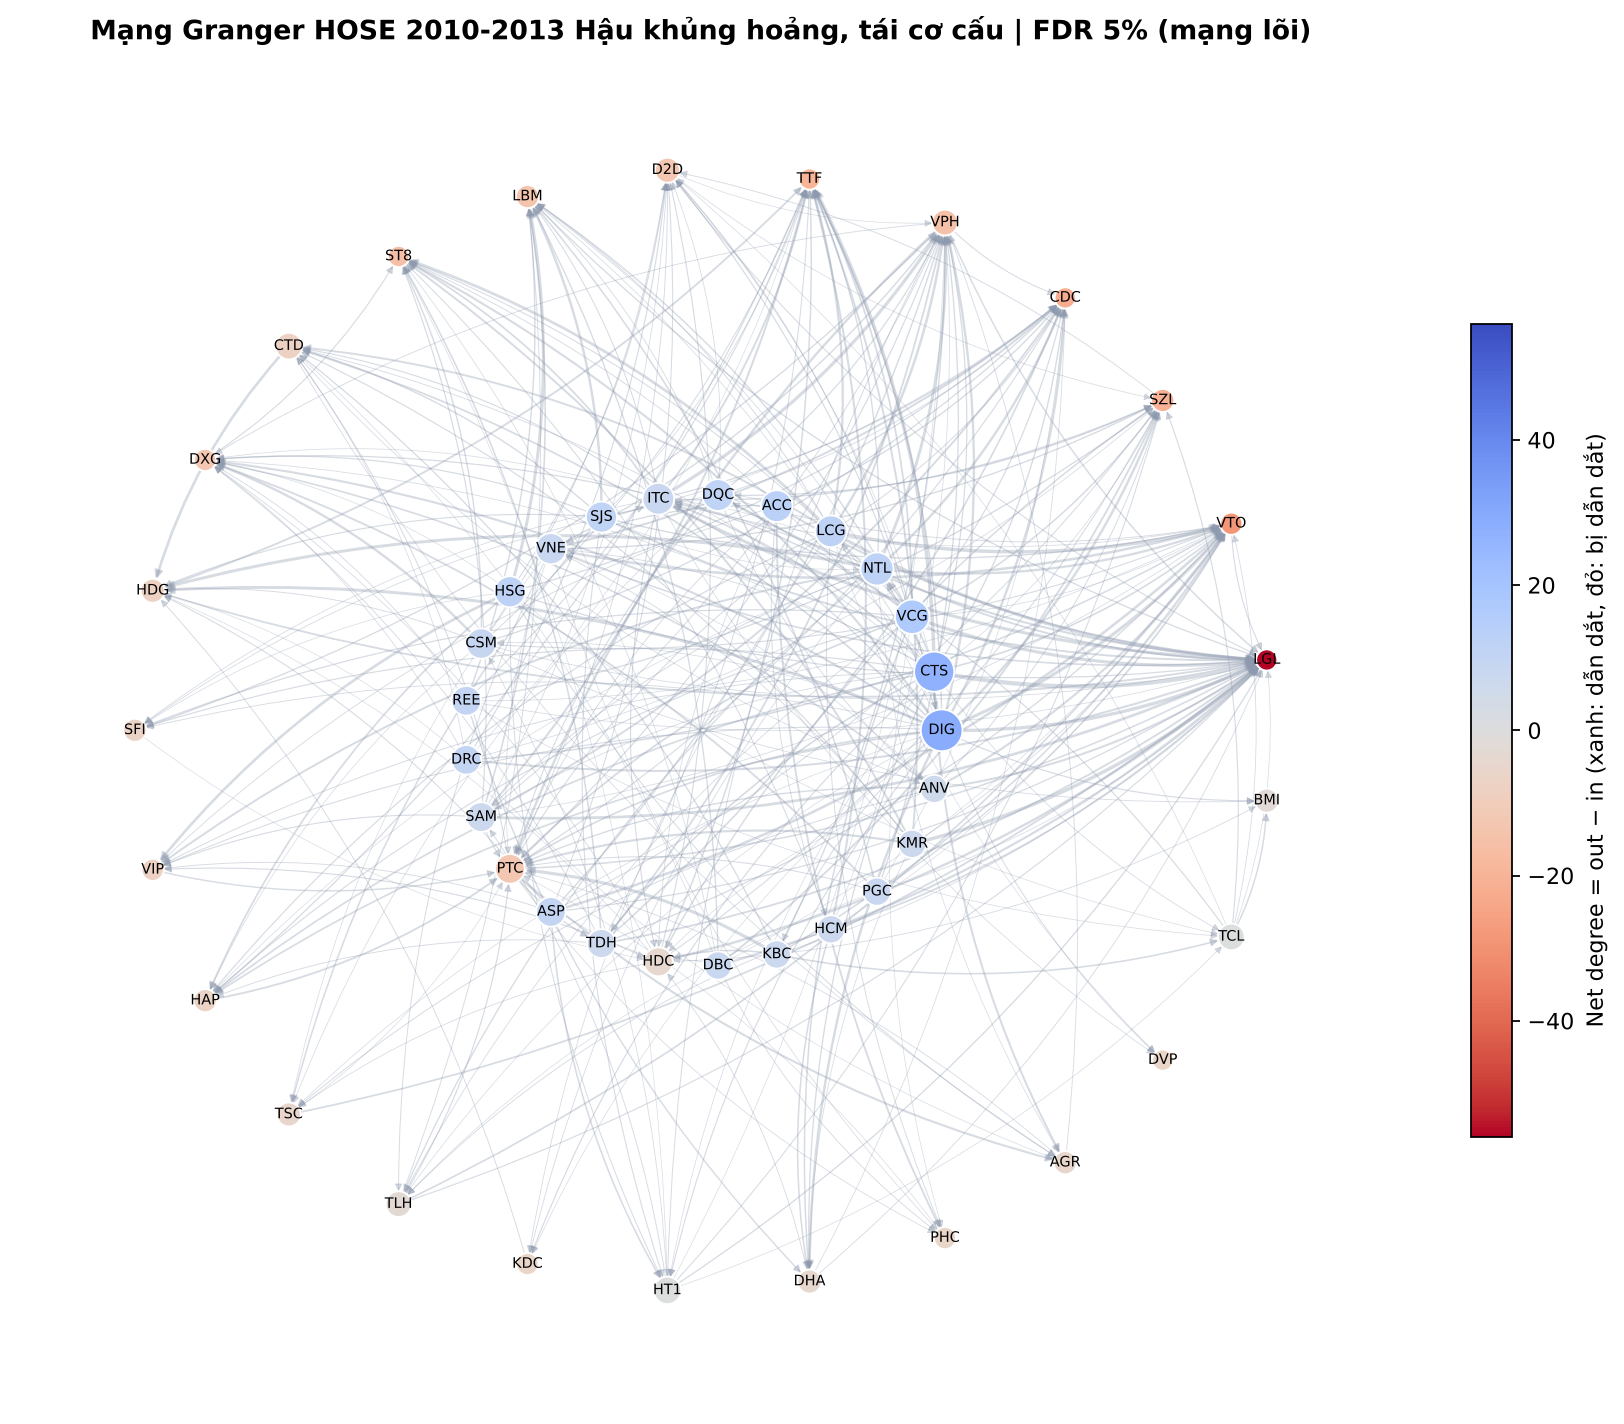 Mạng Granger HOSE 2010-2013 Hậu khủng hoảng, tái cơ cấu | FDR 5% (mạng lõi)
D2D
TTF
LBM
VPH
ST8
CDC
CTD
SZL
DXG
ITC
DQC
ACC
SJS
VTO
LCG
VNE
NTL
HDG
HSG
VCG
CSM
LGL
CTS
REE
SFI
DIG
DRC
ANV
BMI
SAM
KMR
VIP
PTC
PGC
ASP
HCM
TCL
TDH
KBC
HDC
DBC
HAP
DVP
TSC
AGR
TLH
PHC
KDC
DHA
HT1
40
20
0
−20
−40
Net degree = out − in (xanh: dẫn dắt, đỏ: bị dẫn dắt)